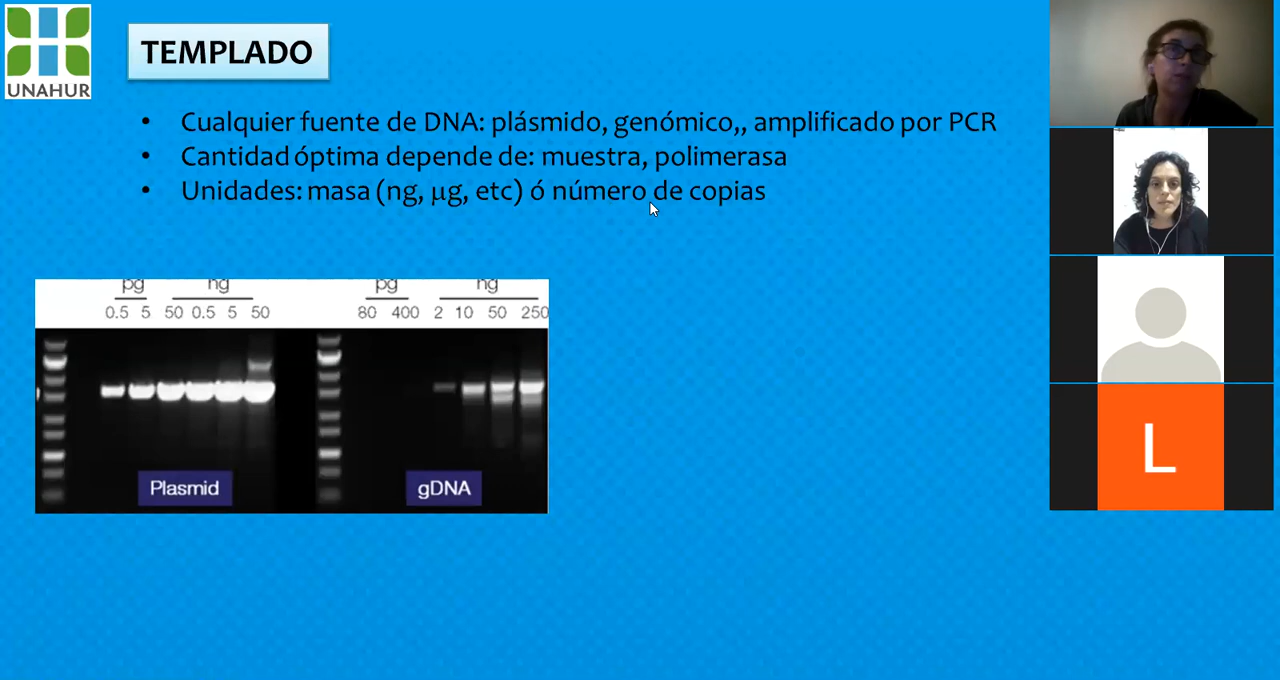 UNAHUR
TEMPLADO
• Cualquier fuente de DNA: plásmido, genómico,, amplificado por PCR
• Cantidad óptima depende de: muestra, polimerasa
• Unidades: masa (ng, µg, etc) ó número de copias
pg ng pg ng
0.5 5 50 0.5 5 50 80 400 2 10 50 250
Plasmid gDNA
L